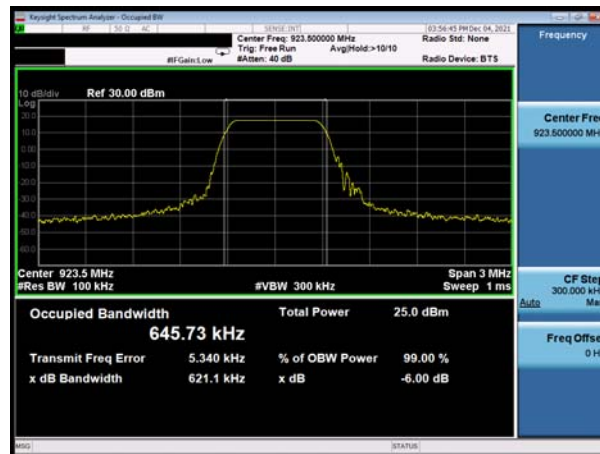 Keysight Spectrum Analyzer - Occupied BW
RF 50 Ω AC SENSE:INT 03:56:45 PM Dec 04, 2021
Center Freq: 923.500000 MHz Radio Std: None
Trig: Free Run Avg|Hold:>10/10
#IFGain:Low #Atten: 40 dB Radio Device: BTS
10 dB/div Ref 30.00 dBm
Log
20.0
10.0
0.00
-10.0
-20.0
-30.0
-40.0
-50.0
-60.0
Center 923.5 MHz Span 3 MHz
#Res BW 100 kHz #VBW 300 kHz Sweep 1 ms
Occupied Bandwidth Total Power 25.0 dBm
645.73 kHz
Transmit Freq Error 5.340 kHz % of OBW Power 99.00 %
x dB Bandwidth 621.1 kHz x dB -6.00 dB
MSG STATUS
Frequency
Center Fre
923.500000 MH
CF Step
300.000 kH
Auto Ma
Freq Offse
0 H